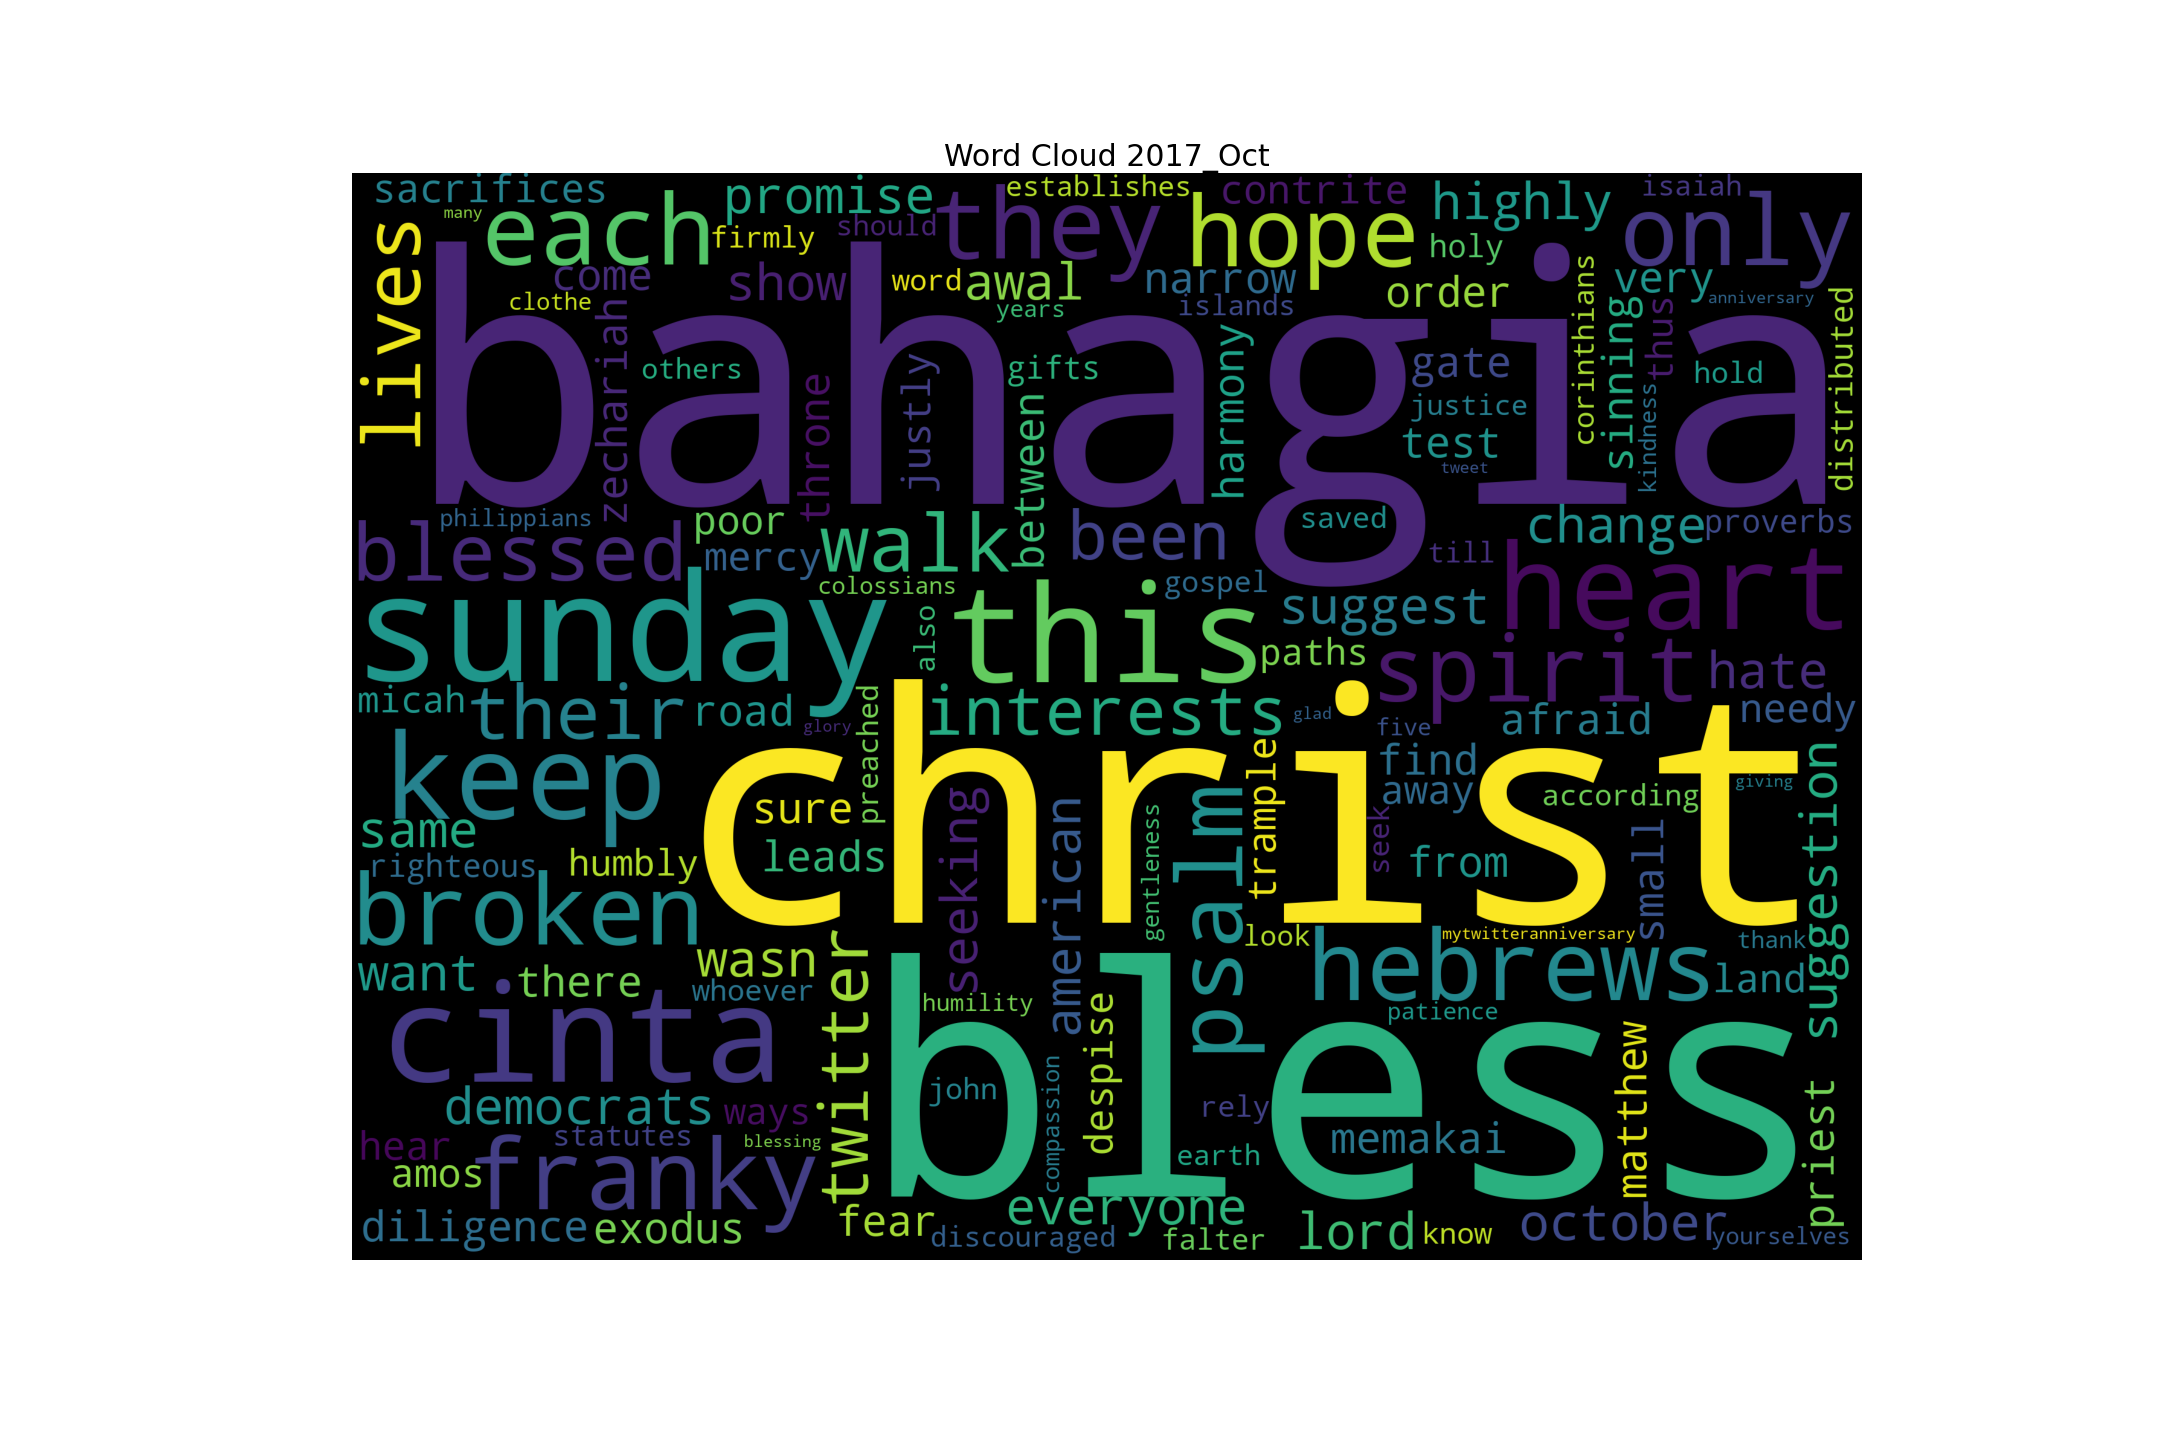 Word Cloud 2017_Oct
sacrifices
many
each
promise
firmly
should
they
establishes
contrite
hope
highly
holy
isaiah
only
lives
come
clothe
show
word
awal
years
narrow
islands
order
very
anniversary
bahagia
zechariah
others
throne
justly
gifts
between
harmony
gate
justice
test
tweet
corinthians
sinning
thus
kindness
hold
distributed
philippians
blessed
poor
mercy
walk
colossians
been
gospel
saved
till
change
proverbs
sunday
also
this
suggest
heart
paths
spirit
hate
micah
their
road
glory
preached
interests
glad
five
afraid
needy
keep
christ
sure
leads
seeking
american
gentleness
psalm
trample
seek
find
away
according
giving
from
small
suggestion
same
righteous
humbly
broken
want
there
wasn
whoever
twitter
humility
look
mytwitteranniversary
hebrews
thank
land
patience
cinta
bless
despise
compassion
john
rely
earth
memakai
matthew
priest
democrats
ways
hear
statutes
blessing
amos
franky
diligence
exodus
fear
everyone
discouraged
falter
lord
know
october
yourselves